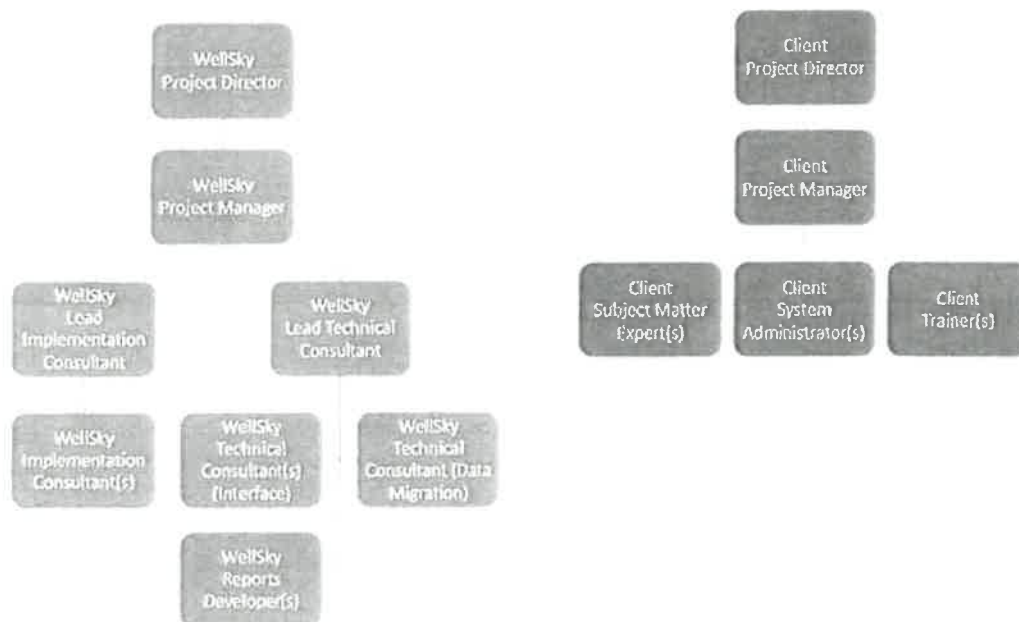 WellSky
Project Director
WellSky
Project Manager
WellSky
Lead
Implementation
Consultant
WellSky
Lead Technical
Consultant
WellSky
Implementation
Consultant(s)
WellSky
Technical
Consultant(s)
(Interface)
WellSky
Technical
Consultant (Data
Migration)
WellSky
Reports
Developer(s)
Client
Project Director
Client
Project Manager
Client
Subject Matter
Expert(s)
Client
System
Administrator(s)
Client
Trainer(s)